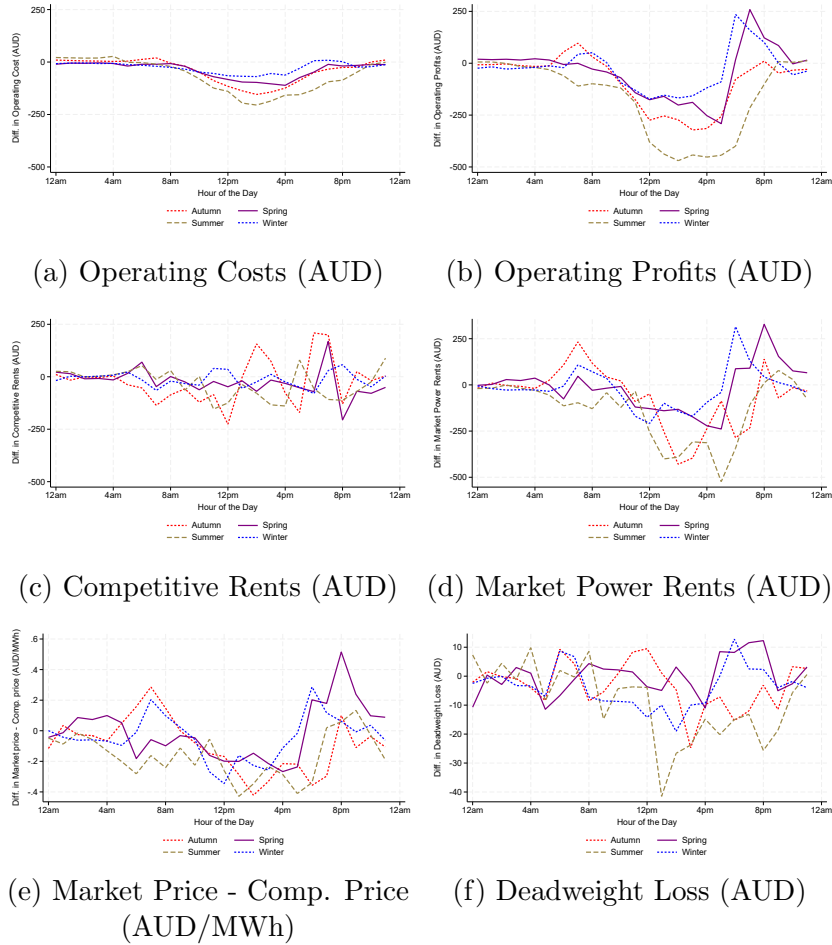 250
0
-250
-500
Diff. in Operating Cost (AUD)
12am 4am 8am 12pm 4pm 8pm 12am
Hour of the Day
Autumn Spring
Summer Winter
(a) Operating Costs (AUD)
250
0
-250
-500
Diff. in Operating Profits (AUD)
12am 4am 8am 12pm 4pm 8pm 12am
Hour of the Day
Autumn Spring
Summer Winter
(b) Operating Profits (AUD)
250
0
-250
-500
Diff. in Competitive Rents (AUD)
12am 4am 8am 12pm 4pm 8pm 12am
Hour of the Day
Autumn Spring
Summer Winter
(c) Competitive Rents (AUD)
250
0
-250
-500
Diff. in Market Power Rents (AUD)
12am 4am 8am 12pm 4pm 8pm 12am
Hour of the Day
Autumn Spring
Summer Winter
(d) Market Power Rents (AUD)
.6
.4
.2
0
-.2
-.4
Diff. in Market price - Comp. price (AUD/MWh)
12am 4am 8am 12pm 4pm 8pm 12am
Hour of the Day
Autumn Spring
Summer Winter
(e) Market Price - Comp. Price
(AUD/MWh)
10
0
-10
-20
-30
-40
Diff. in Deadweight Loss (AUD)
12am 4am 8am 12pm 4pm 8pm 12am
Hour of the Day
Autumn Spring
Summer Winter
(f) Deadweight Loss (AUD)